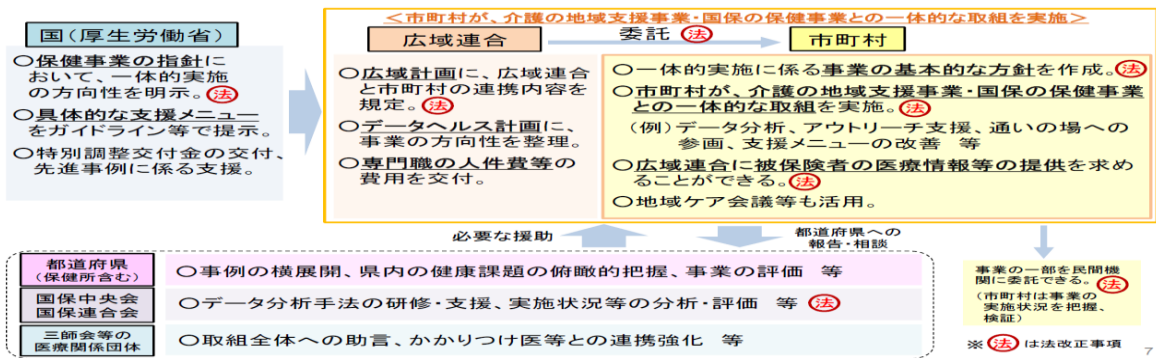 <市町村が、介護の地域支援事業・国保の保健事業との一体的な取組を実施>
国(厚生労働省)
○保健事業の指針に
おいて、一体的実施
の方向性を明示。法
○具体的な支援メニュー
をガイドライン等で提示。
○特別調整交付金の交付、
先進事例に係る支援。
広域連合
委託 法
市町村
○広域計画に、広域連合
と市町村の連携内容を
規定。法
○データヘルス計画に、
事業の方向性を整理。
○専門職の人件費等の
費用を交付。
○一体的実施に係る事業の基本的な方針を作成。法
○市町村が、介護の地域支援事業・国保の保健事業
との一体的な取組を実施。法
(例)データ分析、アウトリーチ支援、通いの場への
参画、支援メニューの改善 等
○広域連合に被保険者の医療情報等の提供を求め
ることができる。法
○地域ケア会議等も活用。
必要な援助
都道府県への
報告・相談
都道府県
(保健所含む)
○事例の横展開、県内の健康課題の俯瞰的把握、事業の評価 等
国保中央会
国保連合会
○データ分析手法の研修・支援、実施状況等の分析・評価 等 法
三師会等の
医療関係団体
○取組全体への助言、かかりつけ医等との連携強化 等
事業の一部を民間機
関に委託できる。法
(市町村は事業の
実施状況を把握、
検証)
※ 法 は法改正事項
7